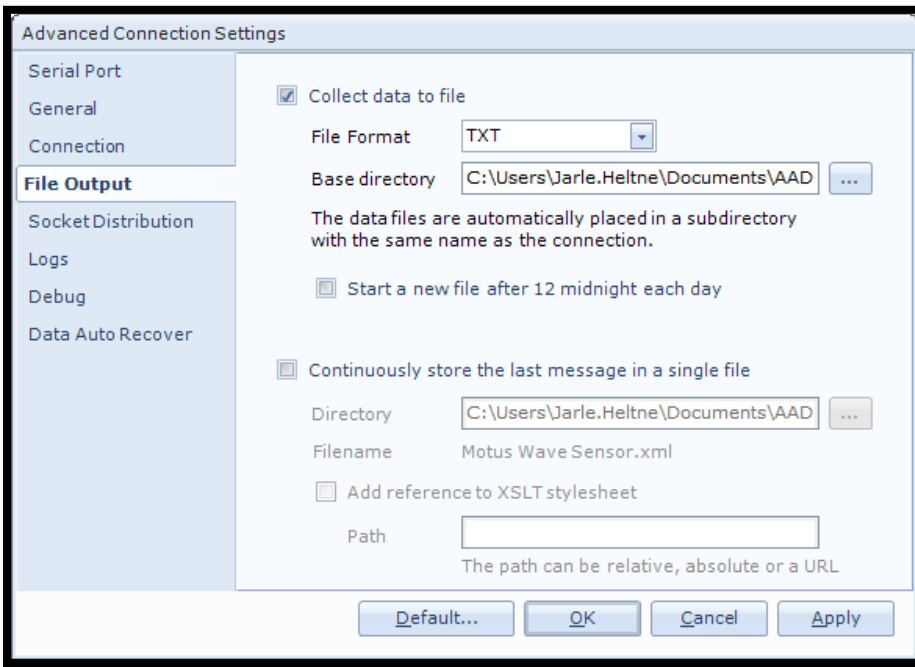 Advanced Connection Settings
Serial Port
General
Connection
File Output
Socket Distribution
Logs
Debug
Data Auto Recover
Collect data to file
File Format TXT
Base directory C:\Users\Jarle.Heltne\Documents\AAD ...
The data files are automatically placed in a subdirectory
with the same name as the connection.
Start a new file after 12 midnight each day
Continuously store the last message in a single file
Directory C:\Users\Jarle.Heltne\Documents\AAD ...
Filename Motus Wave Sensor.xml
Add reference to XSLT stylesheet
Path
The path can be relative, absolute or a URL
Default... OK Cancel Apply